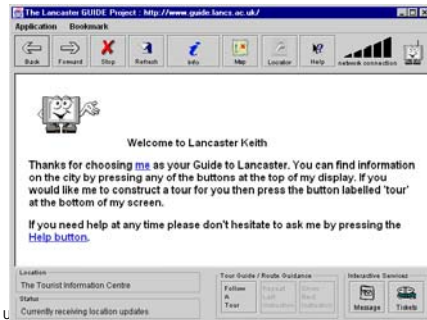 The Lancaster GUIDE Project : http://www.guide.lancs.ac.uk/
Application Bookmark
Back Forward Stop Refresh Info Map Locator Help network connection
Welcome to Lancaster Keith
Thanks for choosing me as your Guide to Lancaster. You can find information
on the city by pressing any of the buttons at the top of my display. If you
would like me to construct a tour for you then press the button labelled 'tour'
at the bottom of my screen.
If you need help at any time please don't hesitate to ask me by pressing the
Help button.
Location
The Tourist Information Centre
Status
Currently receiving location updates
Tour Guide / Route Guidance
Follow
A
Tour
Repeat
Last
Instruction
Next
Instruction
Interactive Services
Message Tickets